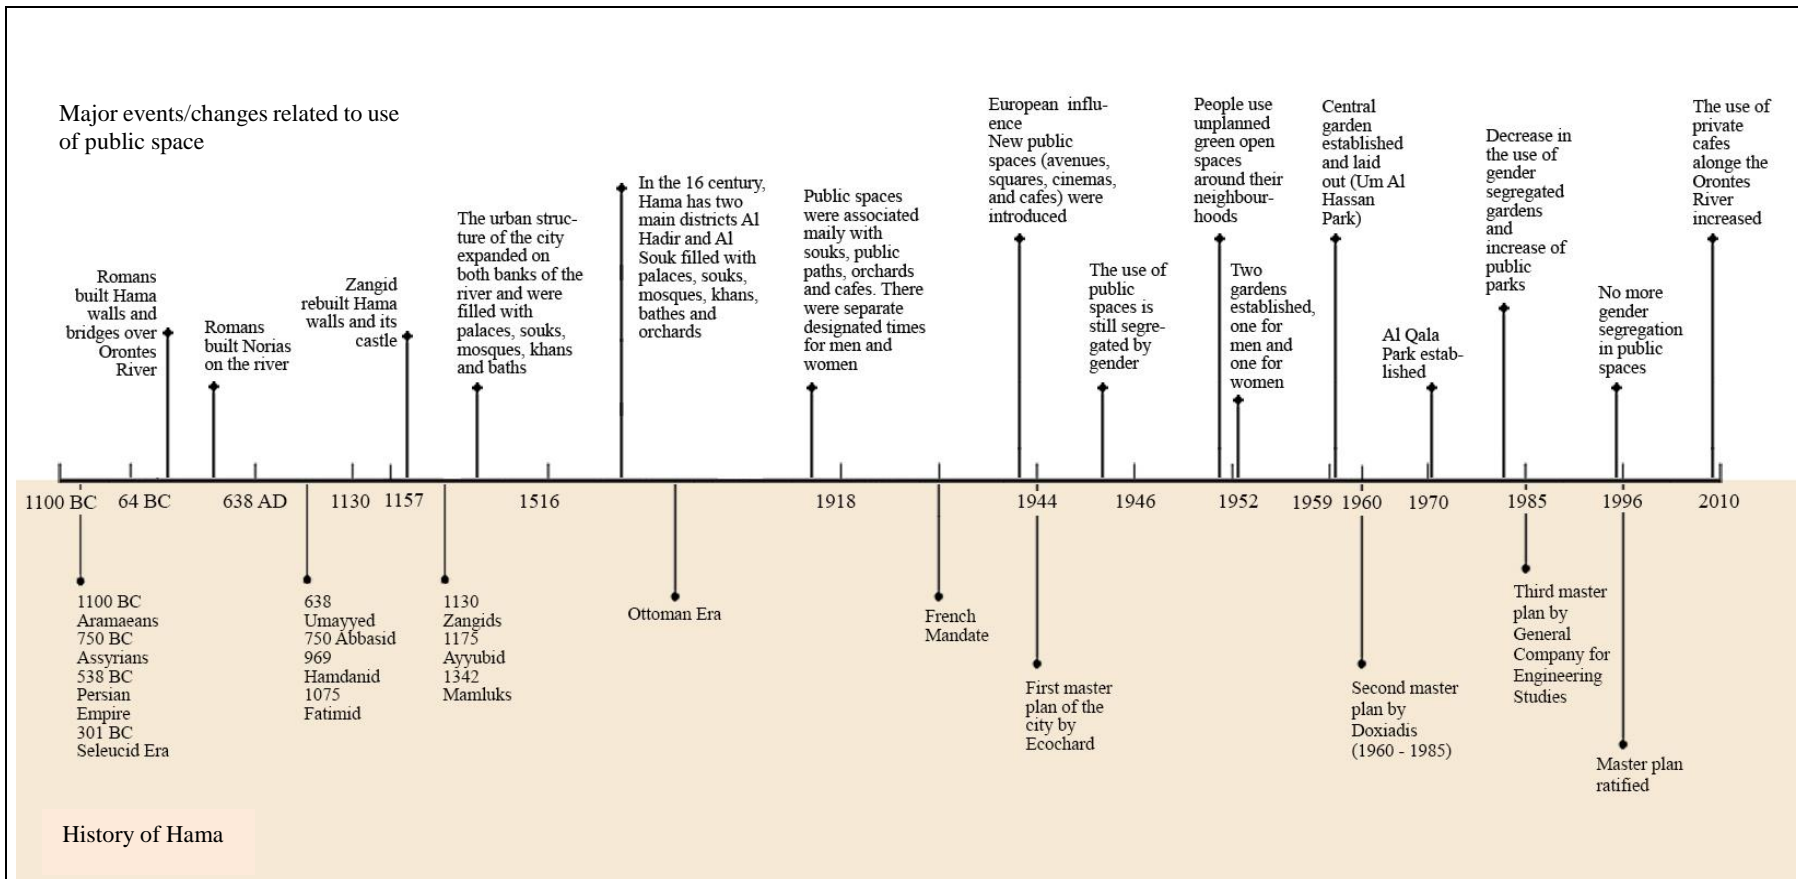 Major events/changes related to use
of public space
Romans
built Hama
walls and
bridges over
Orontes
River
Romans
built Norias
on the river
Zangid
rebuilt Hama
walls and its
castle
The urban struc-
ture of the city
expanded on
both banks of the
river and were
filled with
palaces, souks,
mosques, khans
and baths
In the 16 century,
Hama has two
main districts Al
Hadir and Al
Souk filled with
palaces, souks,
mosques, khans,
bathes and
orchards
Public spaces
were associated
maily with
souks, public
paths, orchards
and cafes. There
were separate
designated times
for men and
women
European influ-
ence
New public
spaces (avenues,
squares, cinemas,
and cafes) were
introduced
The use of
public
spaces is
still segre-
gated by
gender
People use
unplanned
green open
spaces
around their
neighbour-
hoods
Two
gardens
established,
one for
men and
one for
women
Central
garden
established
and laid
out (Um Al
Hassan
Park)
Al Qala
Park estab-
lished
Decrease in
the use of
gender
segregated
gardens
and
increase of
public
parks
No more
gender
segregation
in public
spaces
The use of
private
cafes
alonge the
Orontes
River
increased
1100 BC 64 BC 638 AD 1130 1157 1516 1918 1944 1946 1952 1959 1960 1970 1985 1996 2010
1100 BC
Aramaeans
750 BC
Assyrians
538 BC
Persian
Empire
301 BC
Seleucid Era
638
Umayyed
750 Abbasid
969
Hamdanid
1075
Fatimid
1130
Zangids
1175
Ayyubid
1342
Mamluks
Ottoman Era
French
Mandate
First master
plan of the
city by
Ecochard
Second master
plan by
Doxiadis
(1960 - 1985)
Third master
plan by
General
Company for
Engineering
Studies
Master plan
ratified
History of Hama